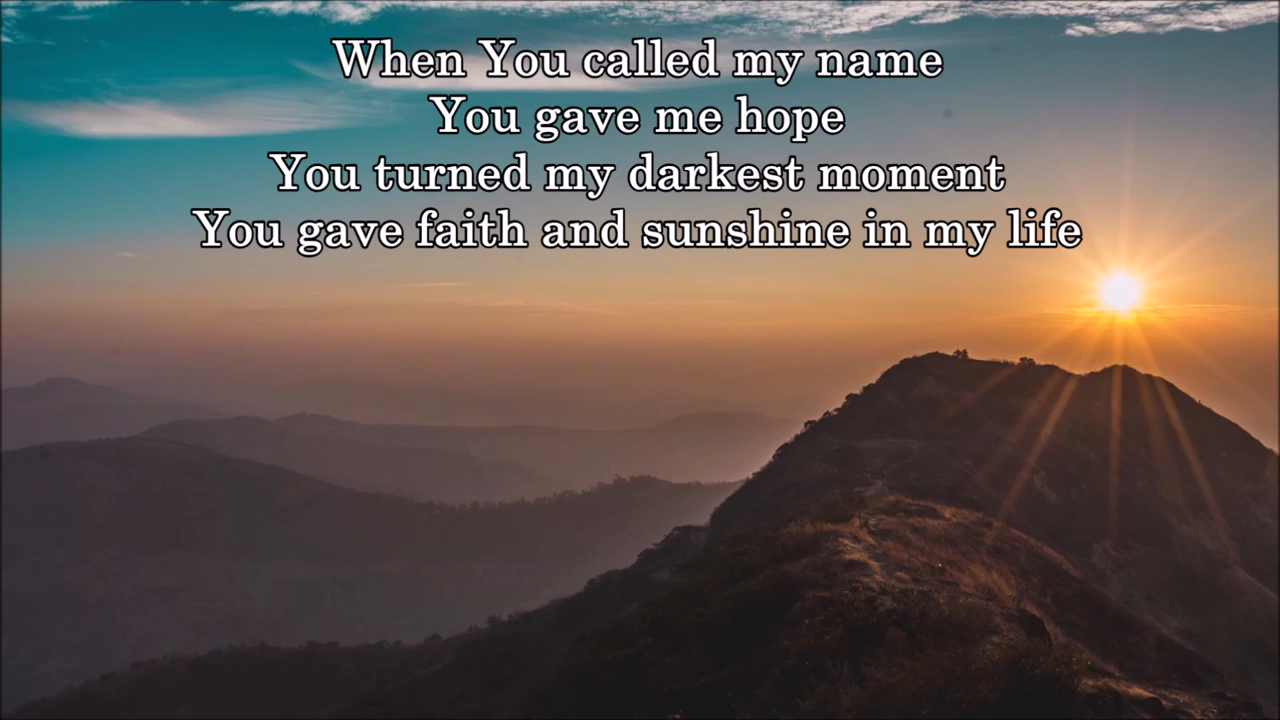 When You called my name
You gave me hope
You turned my darkest moment
You gave faith and sunshine in my life